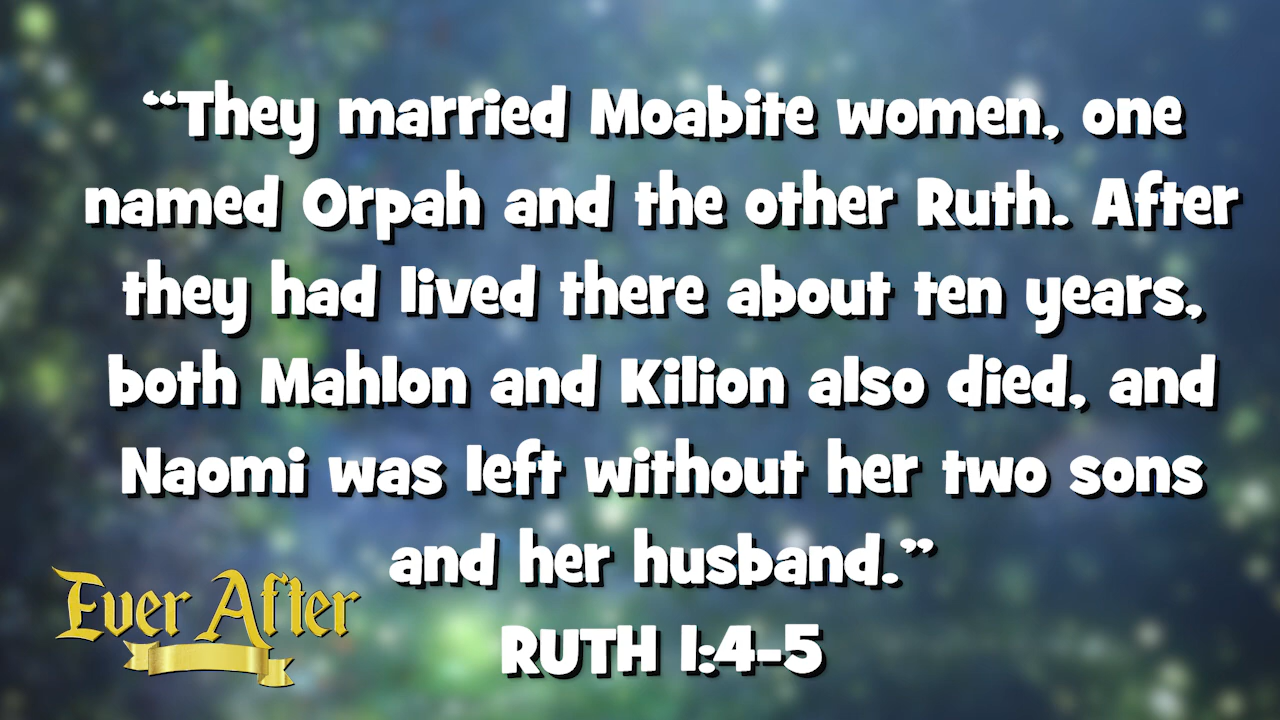 “They married Moabite women, one
named Orpah and the other Ruth. After
they had lived there about ten years,
both Mahlon and Kilion also died, and
Naomi was left without her two sons
and her husband.”
Ever After
RUTH 1:4-5